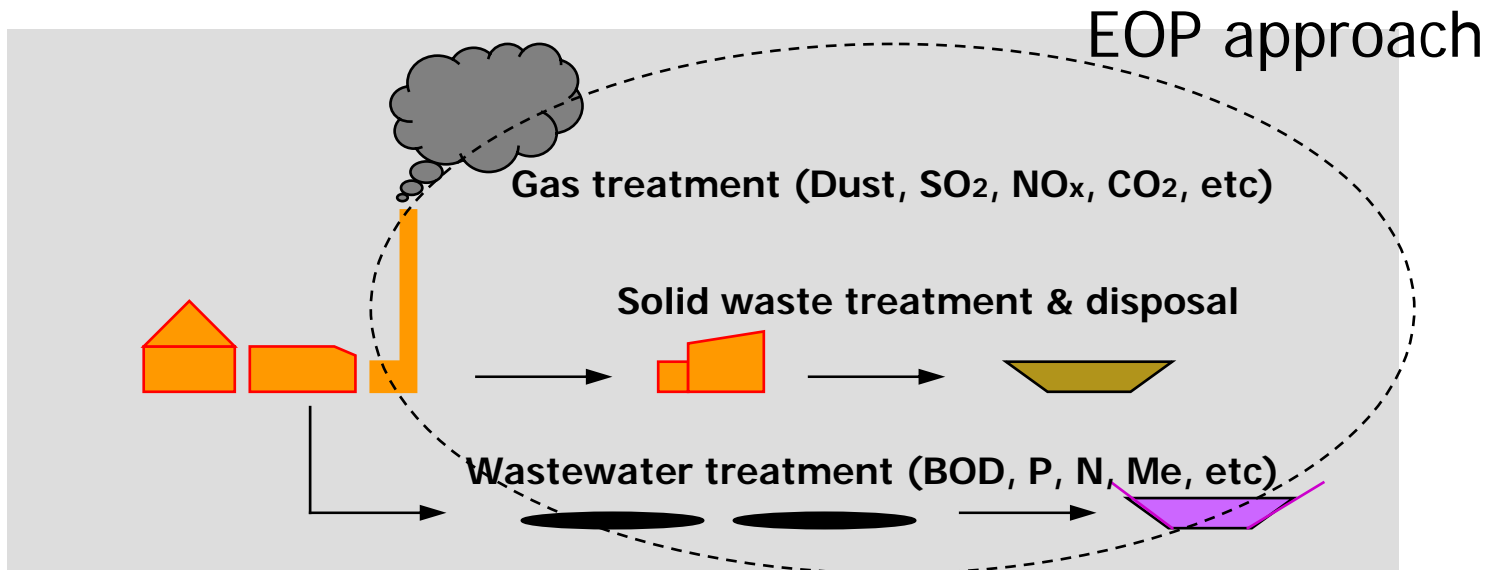 EOP approach
Gas treatment (Dust, SO2, NOx, CO2, etc)
Solid waste treatment & disposal
Wastewater treatment (BOD, P, N, Me, etc)